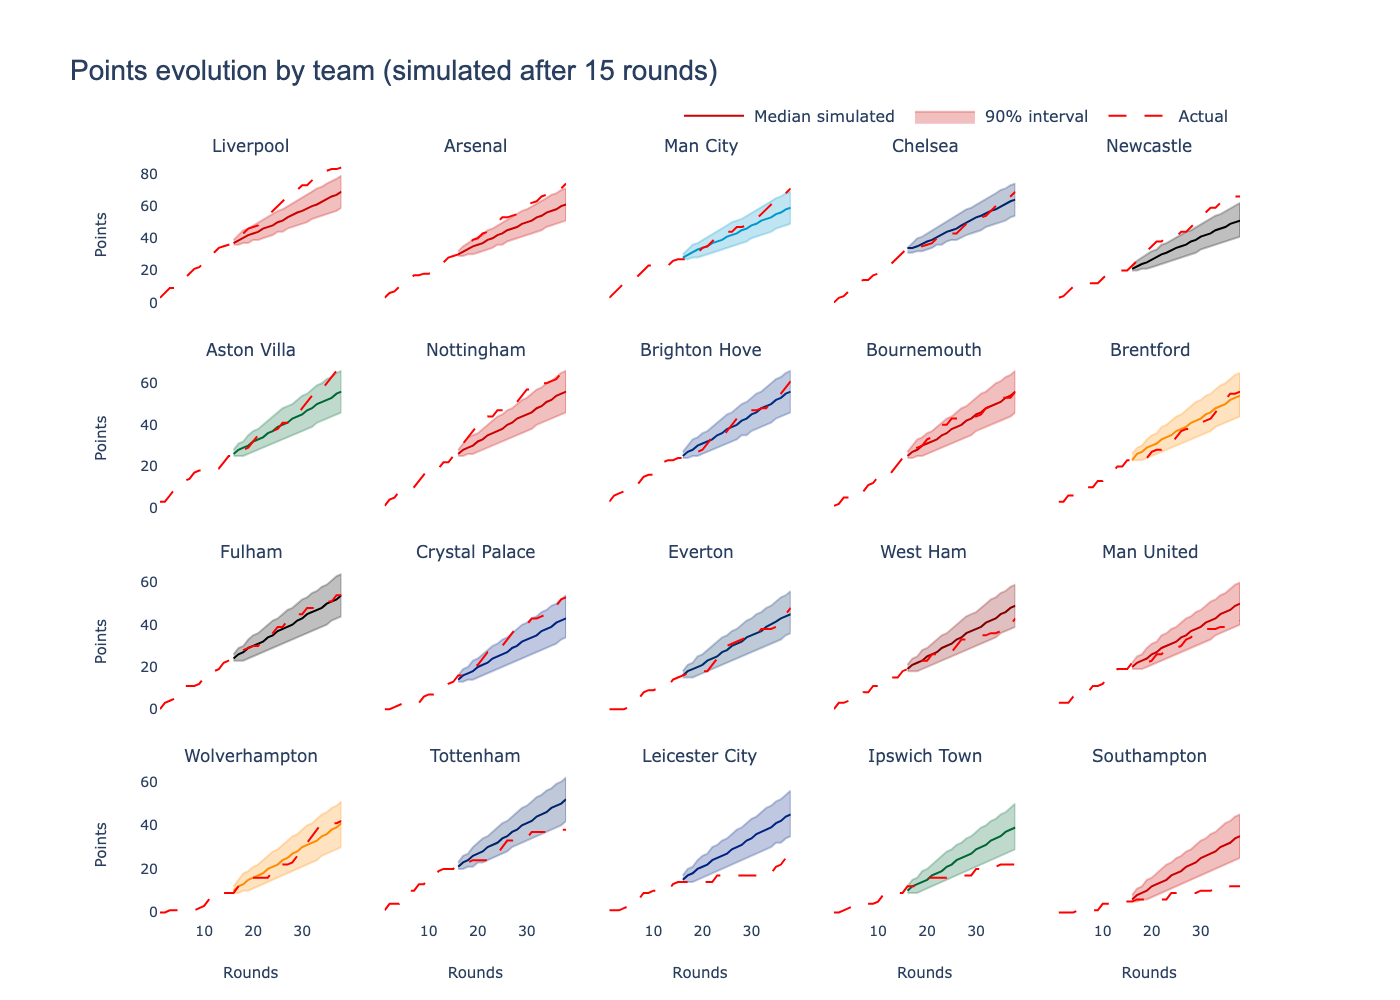 Points evolution by team (simulated after 15 rounds)
Median simulated 90% interval Actual
Liverpool Arsenal Man City Chelsea Newcastle
80
60
40
20
0
Points
Aston Villa Nottingham Brighton Hove Bournemouth Brentford
60
40
20
0
Points
Fulham Crystal Palace Everton West Ham Man United
60
40
20
0
Points
Wolverhampton Tottenham Leicester City Ipswich Town Southampton
60
40
20
0
Points
10 20 30 10 20 30 10 20 30 10 20 30 10 20 30
Rounds Rounds Rounds Rounds Rounds